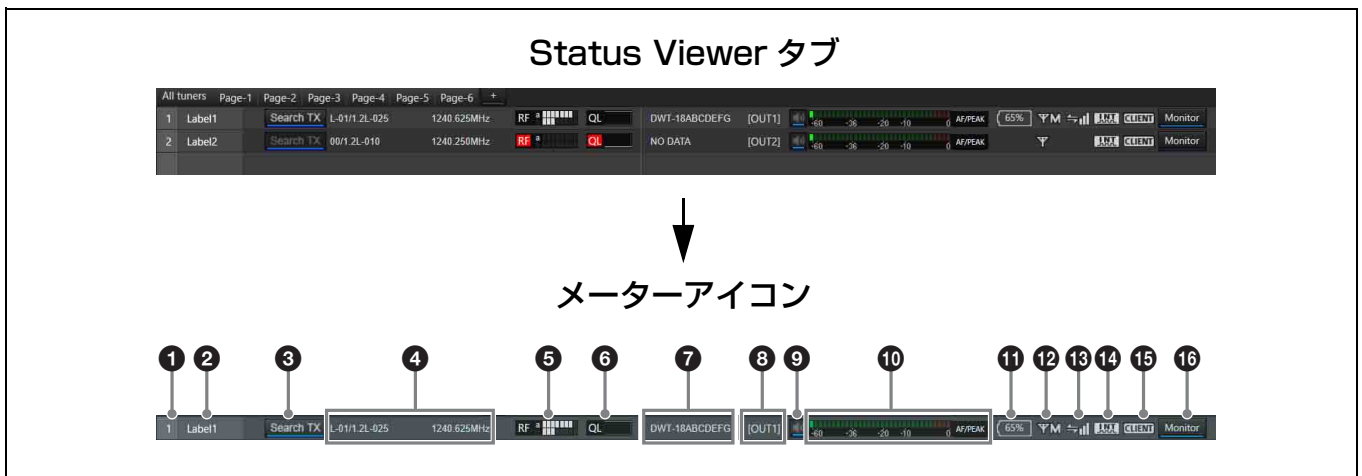 Status Viewer タブ
All tuners Page-1 Page-2 Page-3 Page-4 Page-5 Page-6 +
1 Label1 Search TX L-01/1.2L-025 1240.625MHz RF a QL DWT-18ABCDEFG [OUT1] -60 -36 -20 -10 0 AF/PEAK 65% M INT CLIENT Monitor
2 Label2 Search TX 00/1.2L-010 1240.250MHz RF a QL NO DATA [OUT2] -60 -36 -20 -10 0 AF/PEAK INT CLIENT Monitor
メーターアイコン
1 2 3 4 5 6 7 8 9 10 11 12 13 14 15 16
1 Label1 Search TX L-01/1.2L-025 1240.625MHz RF a QL DWT-18ABCDEFG [OUT1] -60 -36 -20 -10 0 AF/PEAK 65% M INT CLIENT Monitor